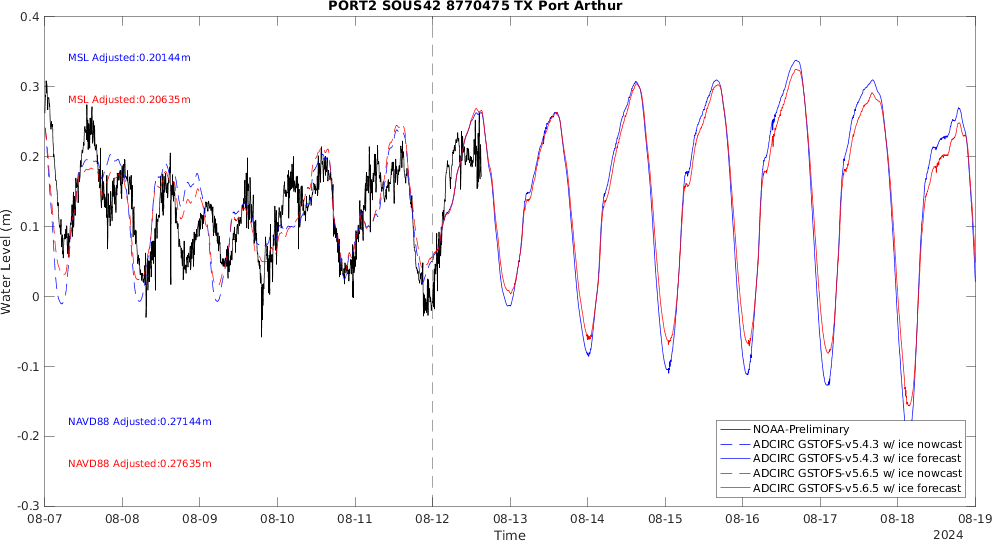 PORT2 SOUS42 8770475 TX Port Arthur
0.4
0.3
0.2
0.1
0
-0.1
-0.2
-0.3
Water Level (m)
MSL Adjusted:0.20144m
MSL Adjusted:0.20635m
NAVD88 Adjusted:0.27144m
NAVD88 Adjusted:0.27635m
NOAA-Preliminary
ADCIRC GSTOFS-v5.4.3 w/ ice nowcast
ADCIRC GSTOFS-v5.4.3 w/ ice forecast
ADCIRC GSTOFS-v5.6.5 w/ ice nowcast
ADCIRC GSTOFS-v5.6.5 w/ ice forecast
08-07 08-08 08-09 08-10 08-11 08-12 08-13 08-14 08-15 08-16 08-17 08-18 08-19
Time
2024